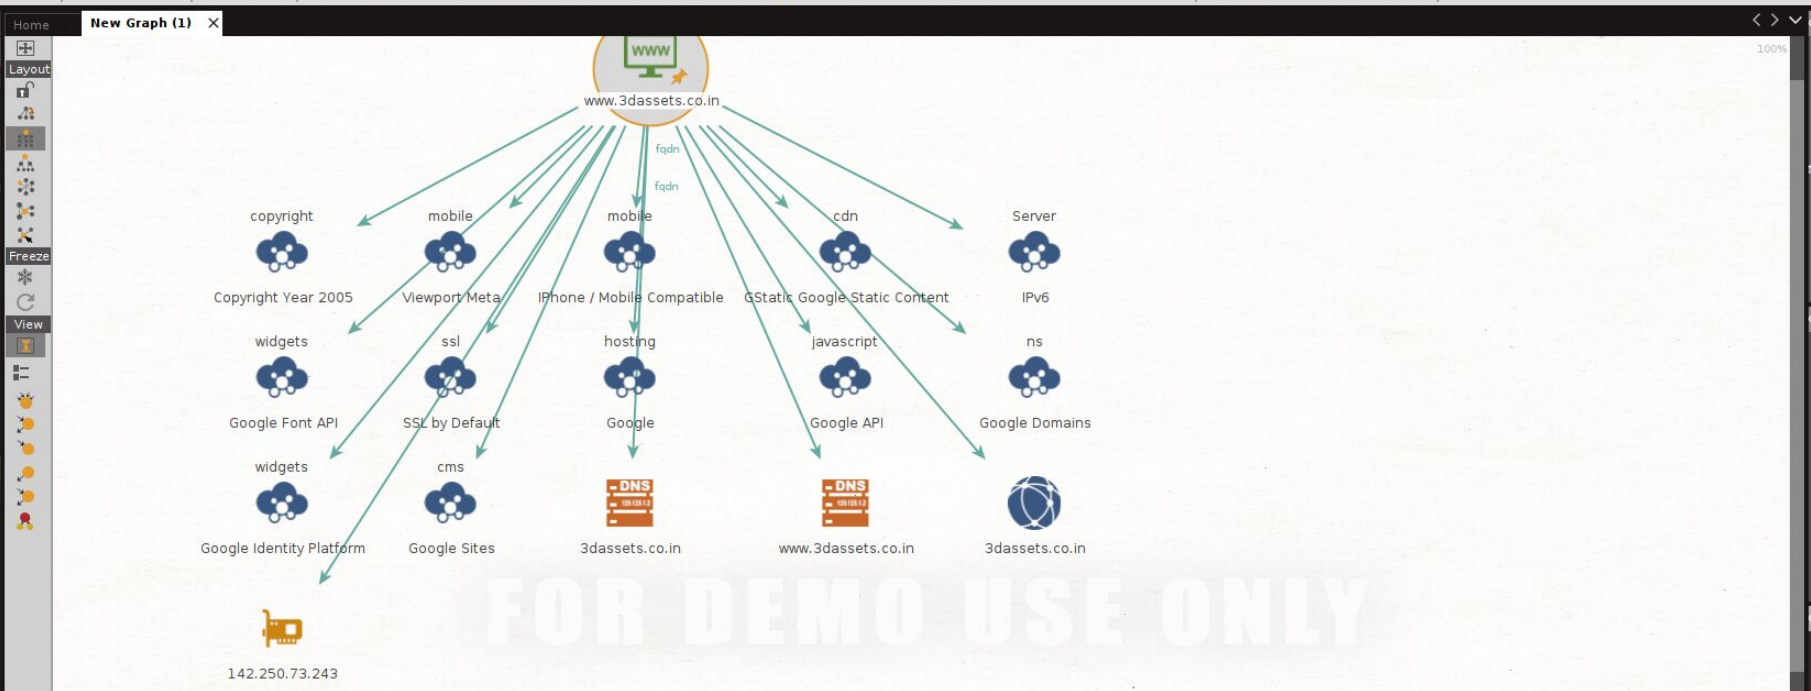 Home
New Graph (1)
100%
Layout
Freeze
View
WWW
www.3dassets.co.in
fqdn
fqdn
copyright mobile mobile cdn Server
Copyright Year 2005 Viewport Meta IPhone / Mobile Compatible GStatic Google Static Content IPv6
widgets ssl hosting javascript ns
Google Font API SSL by Default Google Google API Google Domains
widgets cms
DNS DNS
Google Identity Platform Google Sites 3dassets.co.in www.3dassets.co.in 3dassets.co.in
FOR DEMO USE ONLY
142.250.73.243